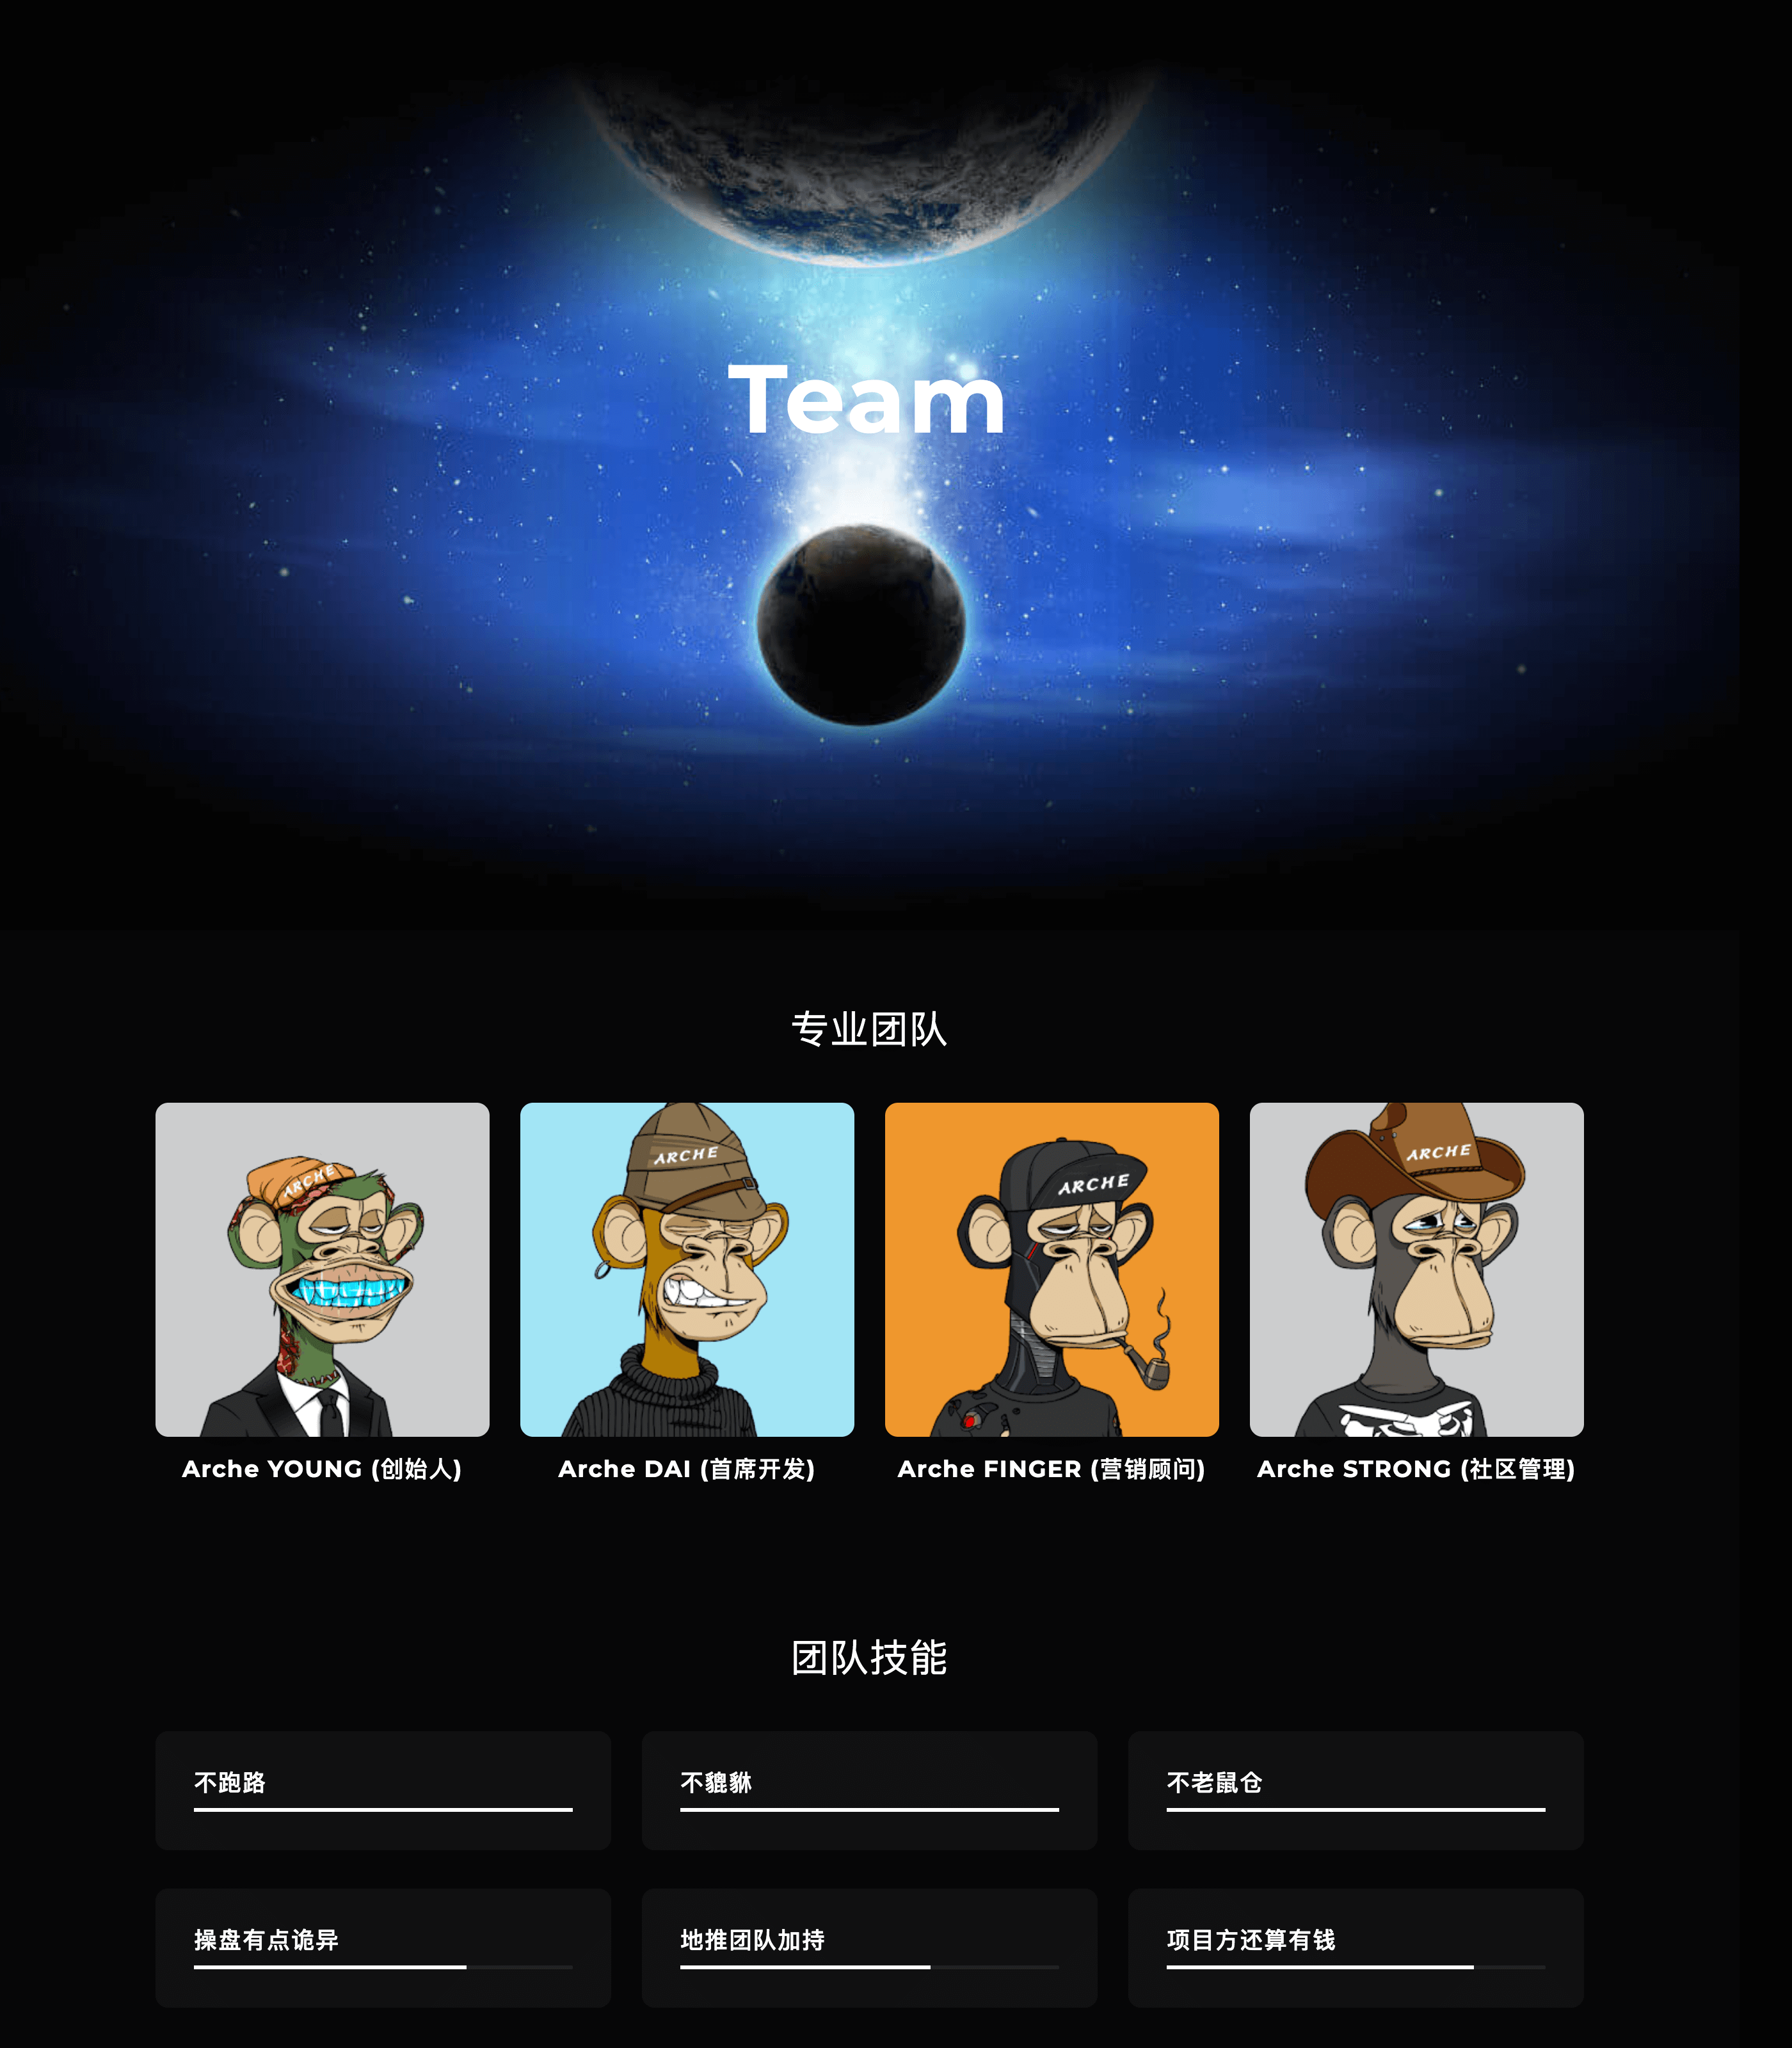 Team
专业团队
ARCHE
ARCHE
ARCHE
ARCHE
Arche YOUNG (创始人)
Arche DAI (首席开发)
Arche FINGER (营销顾问)
Arche STRONG (社区管理)
团队技能
不跑路
不貔貅
不老鼠仓
操盘有点诡异
地推团队加持
项目方还算有钱